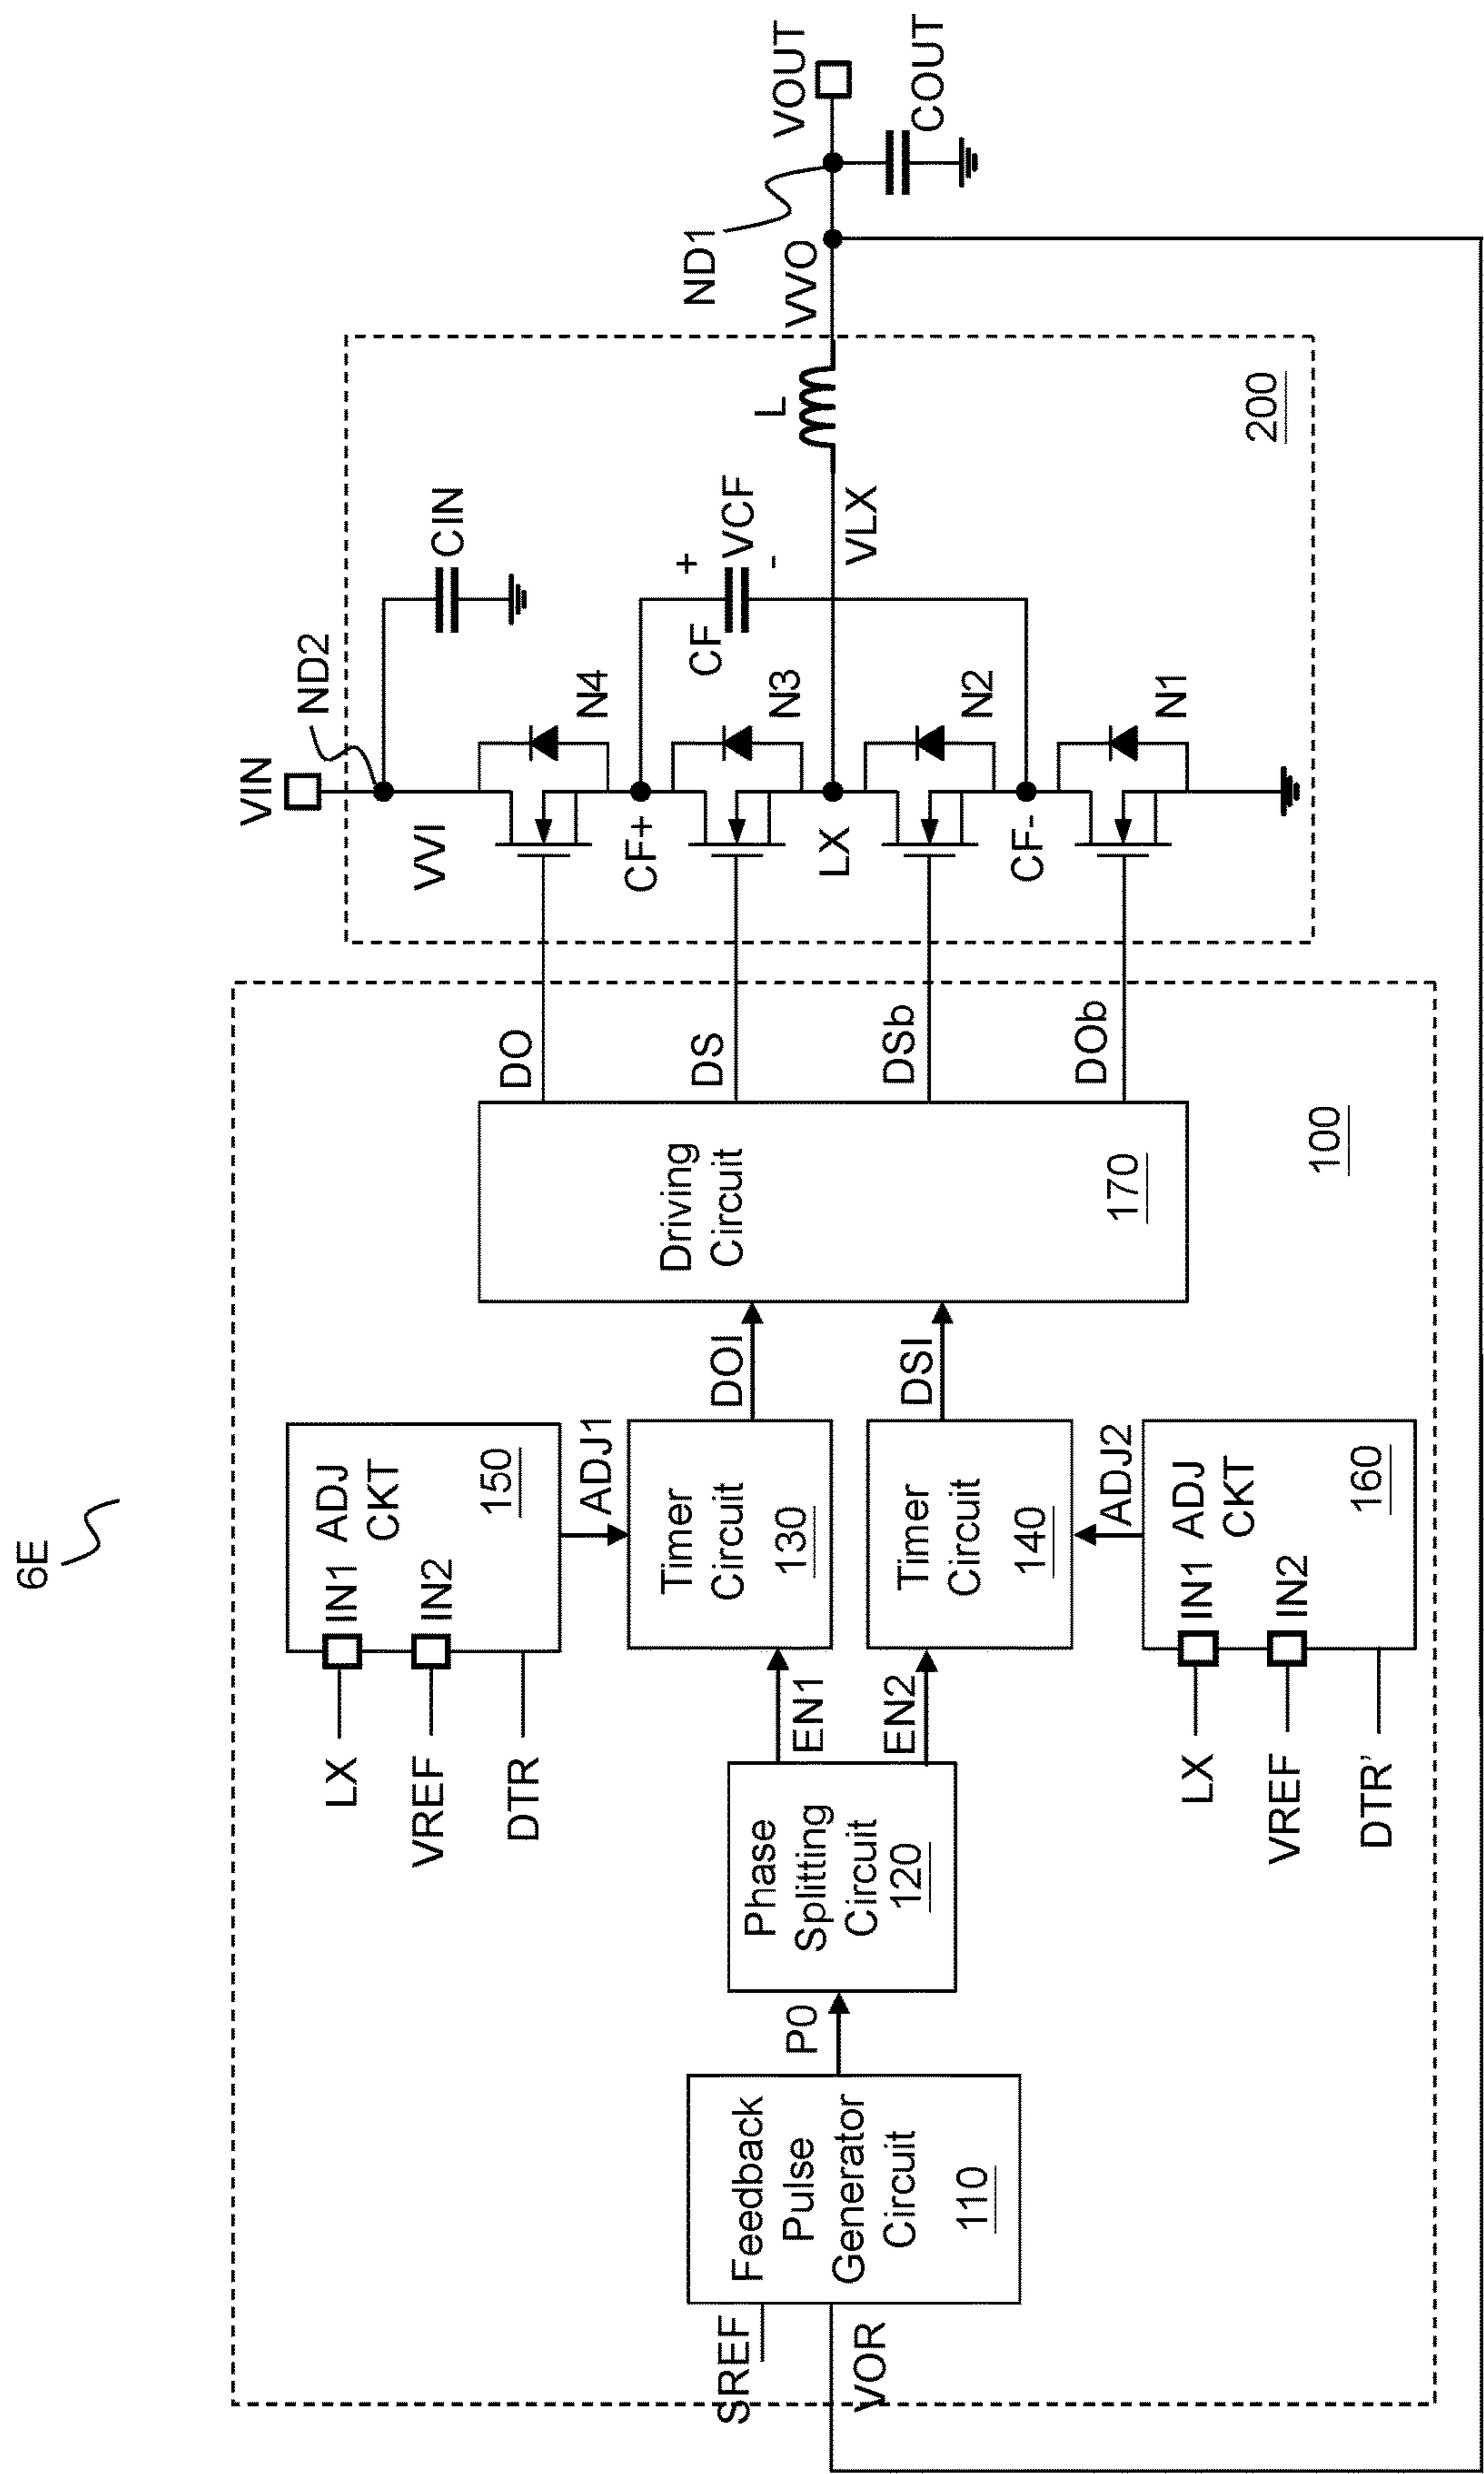 6E
VIN
ND2
VVI
CIN
N4
CF+
CF
+
VCF
-
N3
LX
VLX
L
N2
CF-
N1
200
ND1
VVO
VOUT
COUT
DO
DS
DSb
DOb
Driving
Circuit
170
100
DOI
DSI
LX
VREF
DTR
IN1
IN2
ADJ
CKT
150
ADJ1
Timer
Circuit
130
Timer
Circuit
140
ADJ2
LX
VREF
DTR'
IN1
IN2
ADJ
CKT
160
EN1
EN2
Phase
Splitting
Circuit
120
P0
Feedback
Pulse
Generator
Circuit
110
SREF
VOR